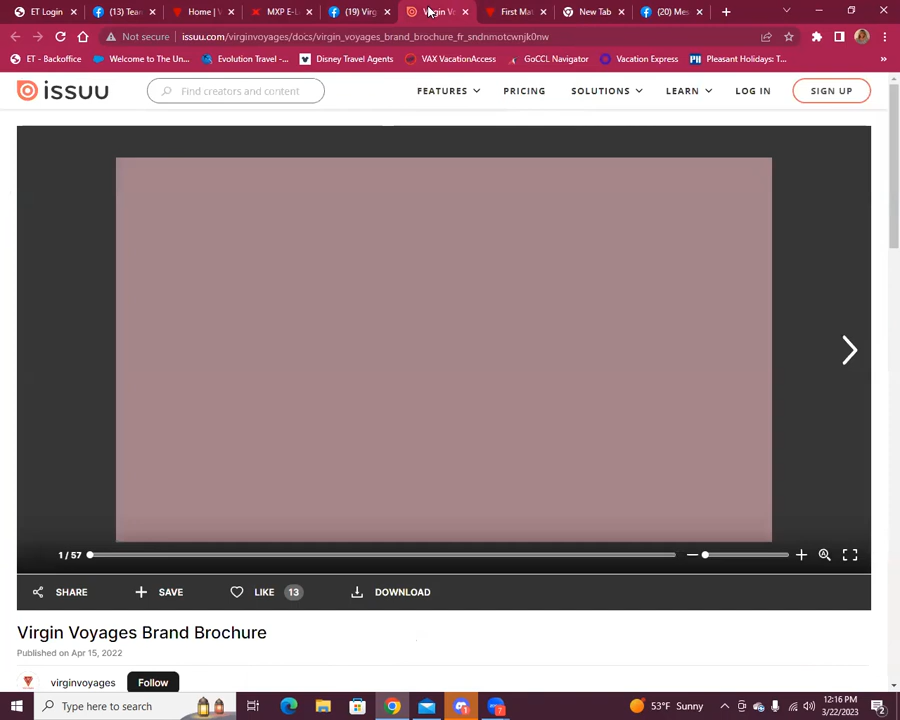 ET Login
(13) Tea
Home | V
MXP E-L
(19) Virg
Virgin Vo
First Ma
New Tab
(20) Mes
Not secure
issuu.com/virginvoyages/docs/virgin_voyages_brand_brochure_fr_sndnmotcwnjk0nw
ET - Backoffice
Welcome to The Un...
Evolution Travel -...
Disney Travel Agents
VAX VacationAccess
GoCCL Navigator
Vacation Express
Pleasant Holidays: T...
issuu
Find creators and content
FEATURES
PRICING
SOLUTIONS
LEARN
LOG IN
SIGN UP
1 / 57
SHARE
SAVE
LIKE 13
DOWNLOAD
Virgin Voyages Brand Brochure
Published on Apr 15, 2022
virginvoyages
Follow
Type here to search
53°F Sunny
12:16 PM
3/22/2023